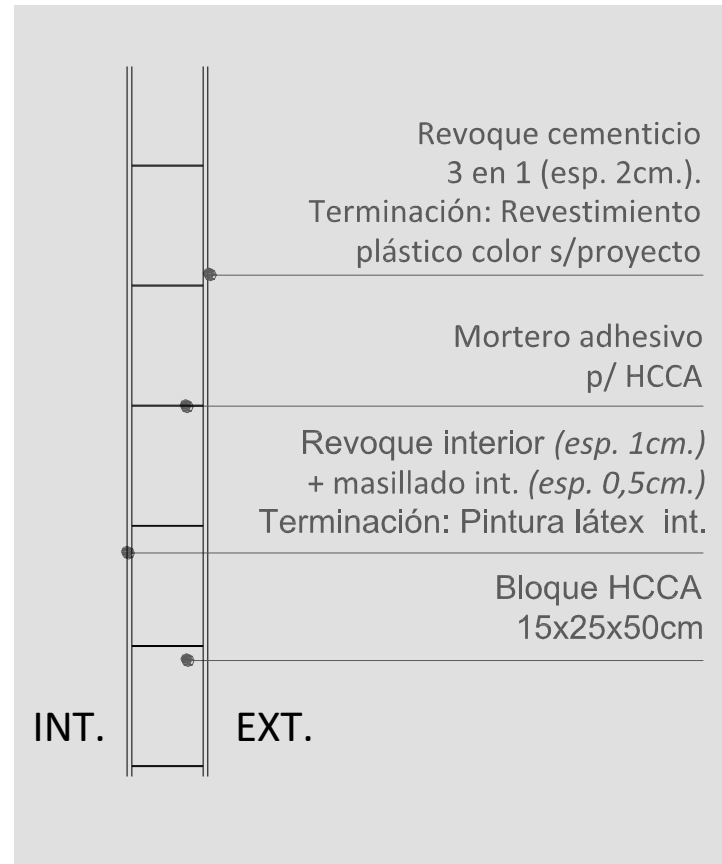 Revoque cementicio
3 en 1 (esp. 2cm.).
Terminación: Revestimiento
plástico color s/proyecto
Mortero adhesivo
p/ HCCA
Revoque interior (esp. 1cm.)
+ masillado int. (esp. 0,5cm.)
Terminación: Pintura látex int.
Bloque HCCA
15x25x50cm
INT. EXT.